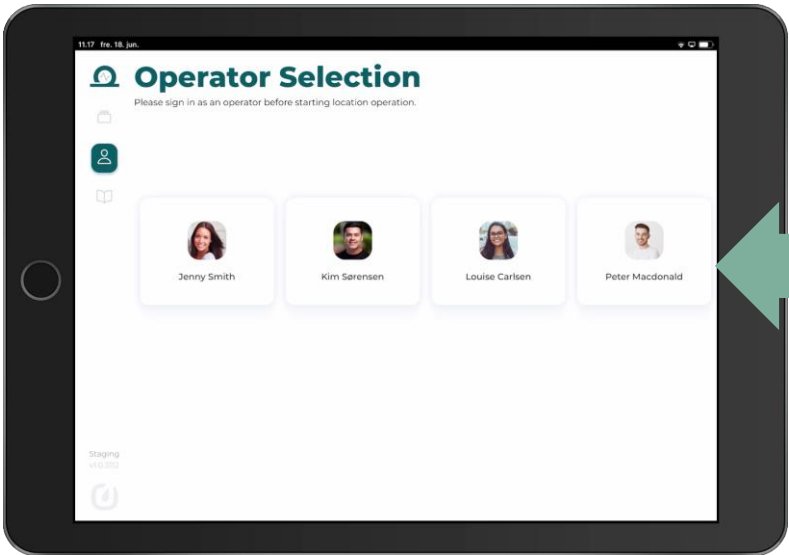 11.17 fre. 18. jun.
Operator Selection
Please sign in as an operator before starting location operation.
Jenny Smith
Kim Sørensen
Louise Carlsen
Peter Macdonald
Staging